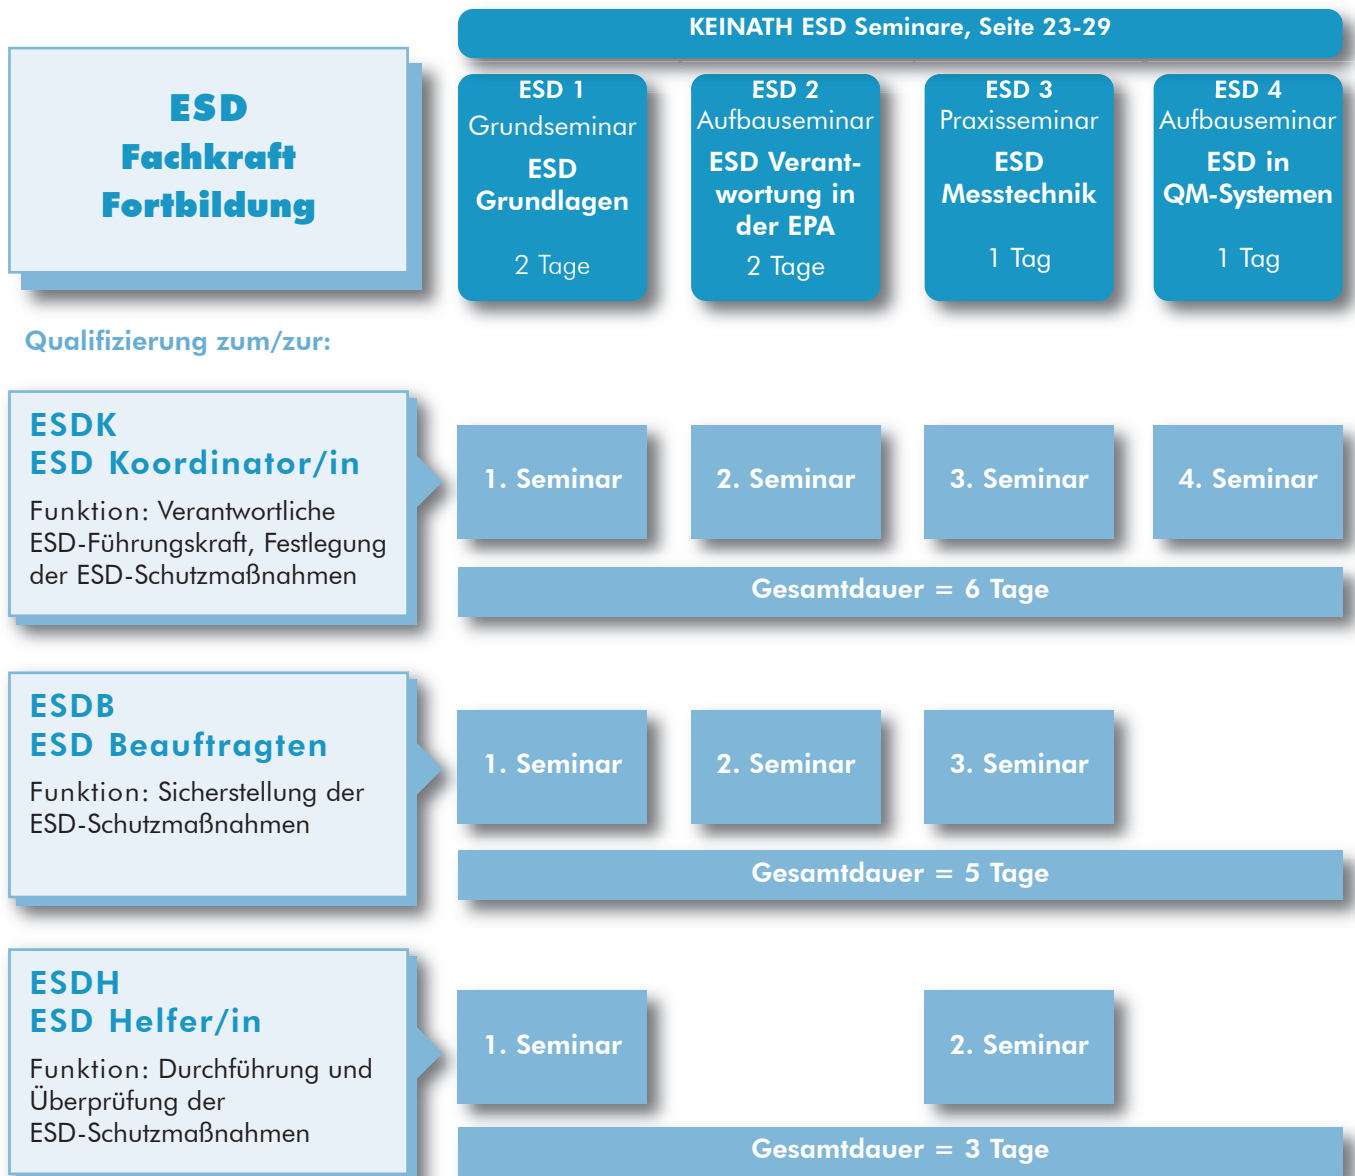 KEINATH ESD Seminare, Seite 23-29
ESD
Fachkraft
Fortbildung
ESD 1
Grundseminar
ESD
Grundlagen
2 Tage
ESD 2
Aufbauseminar
ESD Verant-
wortung in
der EPA
2 Tage
ESD 3
Praxisseminar
ESD
Messtechnik
1 Tag
ESD 4
Aufbauseminar
ESD in
QM-Systemen
1 Tag
Qualifizierung zum/zur:
ESDK
ESD Koordinator/in
Funktion: Verantwortliche
ESD-Führungskraft, Festlegung
der ESD-Schutzmaßnahmen
1. Seminar
2. Seminar
3. Seminar
4. Seminar
Gesamtdauer = 6 Tage
ESDB
ESD Beauftragten
Funktion: Sicherstellung der
ESD-Schutzmaßnahmen
1. Seminar
2. Seminar
3. Seminar
Gesamtdauer = 5 Tage
ESDH
ESD Helfer/in
Funktion: Durchführung und
Überprüfung der
ESD-Schutzmaßnahmen
1. Seminar
2. Seminar
Gesamtdauer = 3 Tage